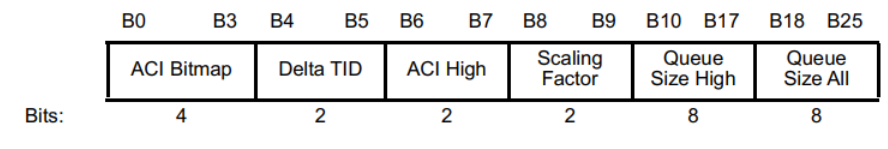 B0 B3 B4 B5 B6 B7 B8 B9 B10 B17 B18 B25
ACI Bitmap Delta TID ACI High Scaling Factor Queue Size High Queue Size All
Bits: 4 2 2 2 8 8